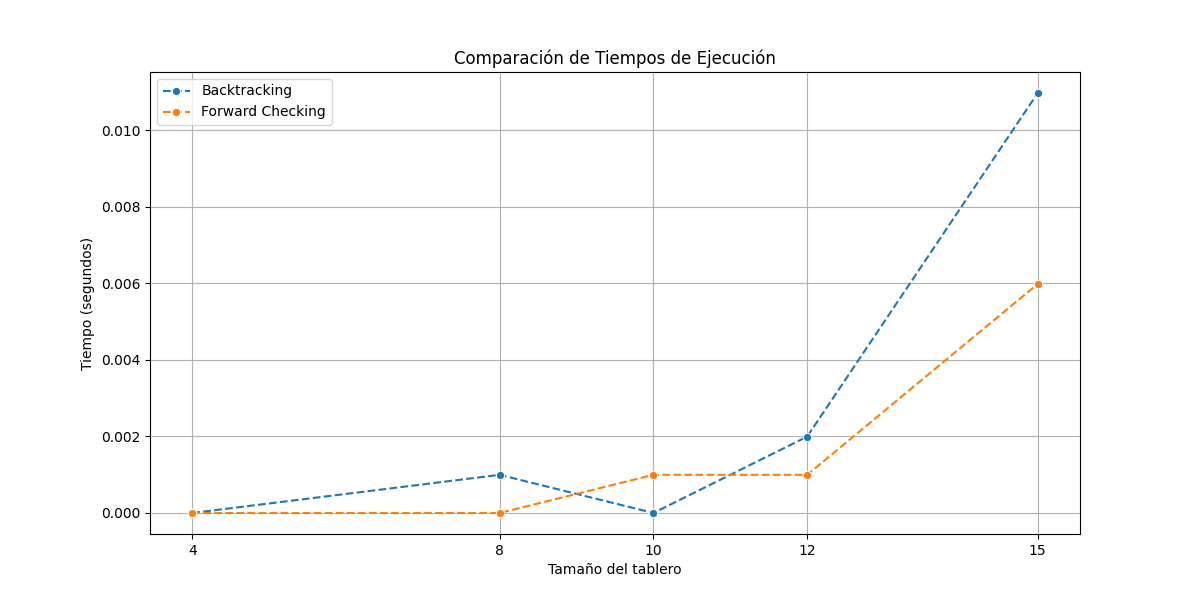 Comparación de Tiempos de Ejecución
Backtracking
Forward Checking
Tiempo (segundos)
0.010
0.008
0.006
0.004
0.002
0.000
4 8 10 12 15
Tamaño del tablero